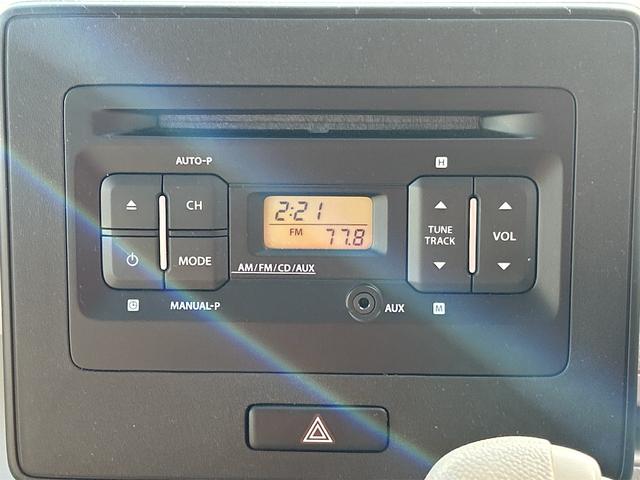 AUTO-P
H
CH
2:21
FM 77.8
TUNE
TRACK
VOL
MODE
AM/FM/CD/AUX
MANUAL-P
AUX
M